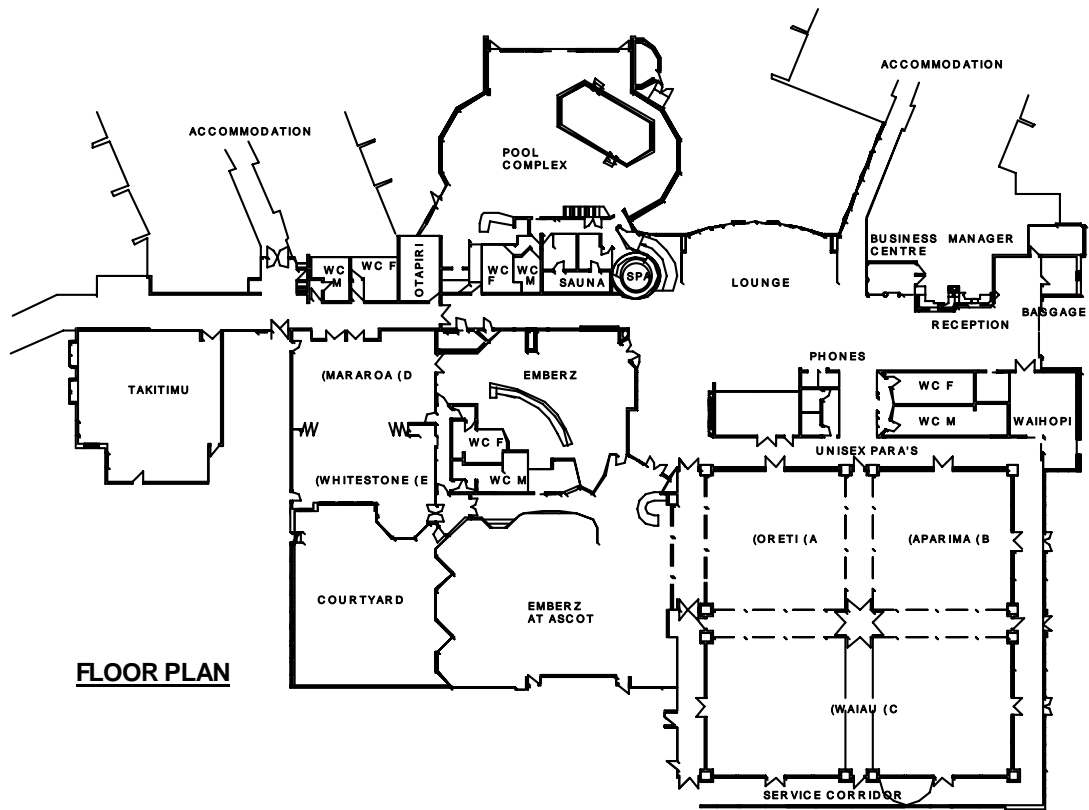 ACCOMMODATION
ACCOMMODATION
POOL
COMPLEX
BUSINESS MANAGER
CENTRE
WC
M
WC F
OTAPIRI
WC
F
WC
M
SAUNA
SPA
LOUNGE
RECEPTION
BAGGAGE
PHONES
TAKITIMU
(MARAROA (D
EMBERZ
WC F
WC M
WAIHOPI
WC F
UNISEX PARA'S
(WHITESTONE (E
WC M
(ORETI (A
(APARIMA (B
COURTYARD
EMBERZ
AT ASCOT
FLOOR PLAN
(WAIAU (C
SERVICE CORRIDOR